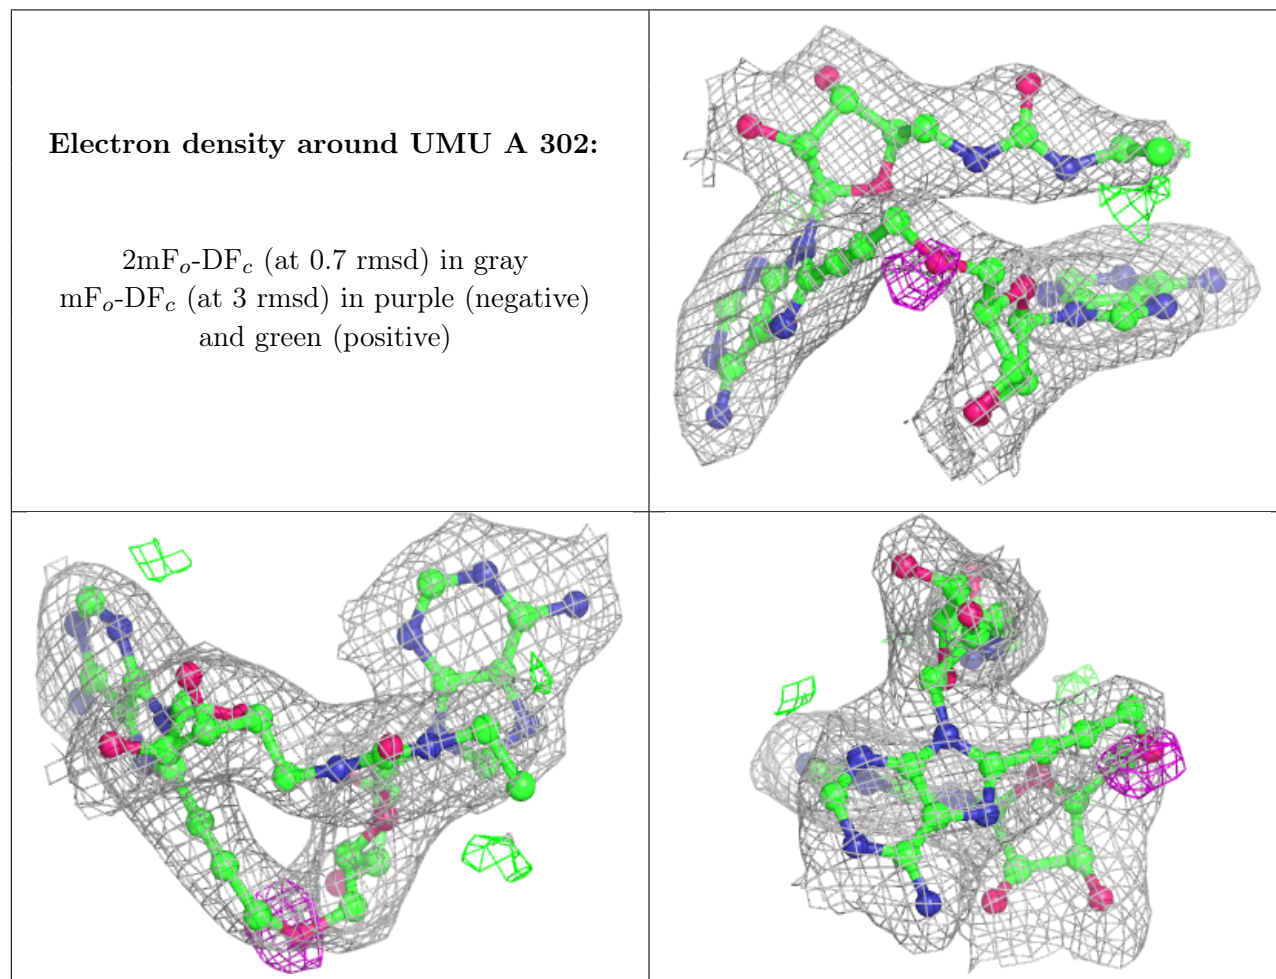 Electron density around UMU A 302:
2mFo-DFc (at 0.7 rmsd) in gray
mFo-DFc (at 3 rmsd) in purple (negative)
and green (positive)